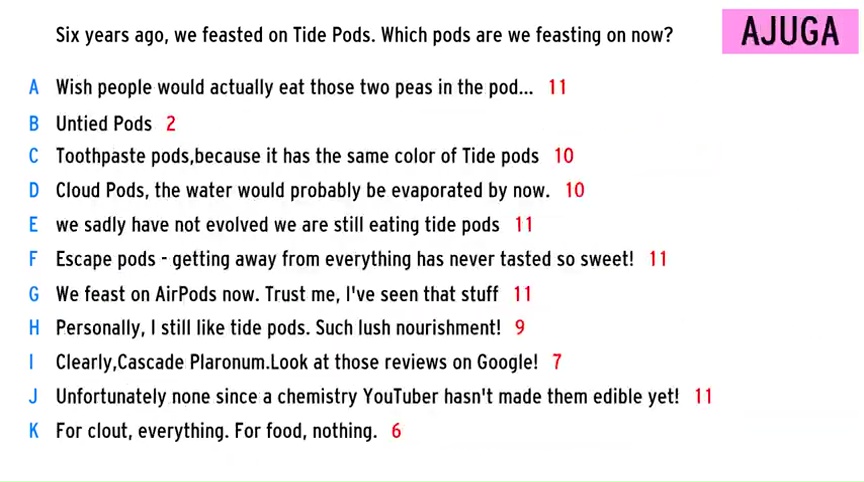 Six years ago, we feasted on Tide Pods. Which pods are we feasting on now?
AJUGA
A Wish people would actually eat those two peas in the pod... 11
B Untied Pods 2
C Toothpaste pods,because it has the same color of Tide pods 10
D Cloud Pods, the water would probably be evaporated by now. 10
E we sadly have not evolved we are still eating tide pods 11
F Escape pods - getting away from everything has never tasted so sweet! 11
G We feast on AirPods now. Trust me, I've seen that stuff 11
H Personally, I still like tide pods. Such lush nourishment! 9
I Clearly,Cascade Plaronum.Look at those reviews on Google! 7
J Unfortunately none since a chemistry YouTuber hasn't made them edible yet! 11
K For clout, everything. For food, nothing. 6